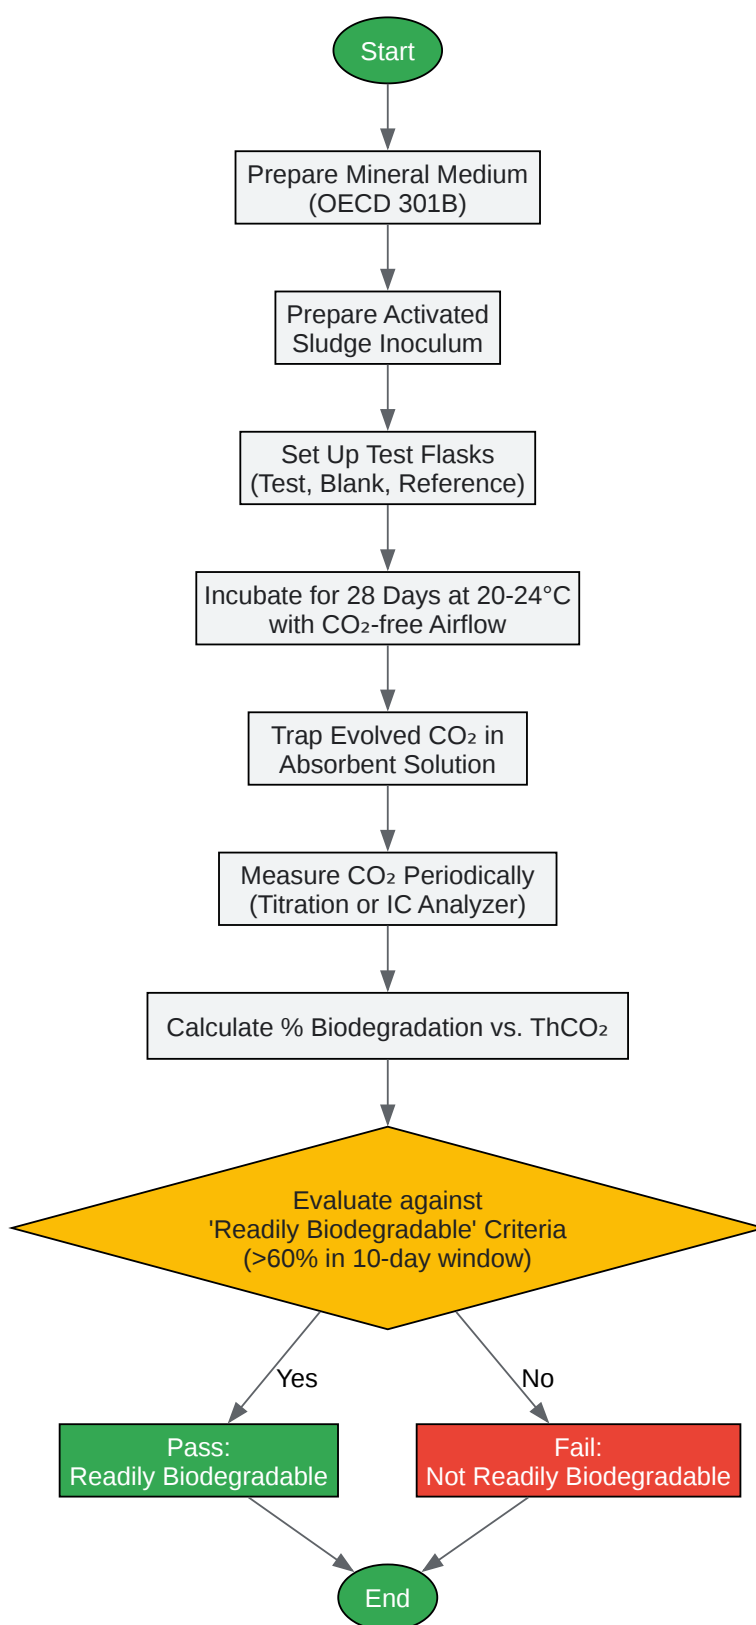 Start
Prepare Mineral Medium
(OECD 301B)
Prepare Activated
Sludge Inoculum
Set Up Test Flasks
(Test, Blank, Reference)
Incubate for 28 Days at 20-24°C
with CO₂-free Airflow
Trap Evolved CO₂ in
Absorbent Solution
Measure CO₂ Periodically
(Titration or IC Analyzer)
Calculate % Biodegradation vs. ThCO₂
Evaluate against
'Readily Biodegradable' Criteria
(>60% in 10-day window)
Yes
No
Pass:
Readily Biodegradable
Fail:
Not Readily Biodegradable
End